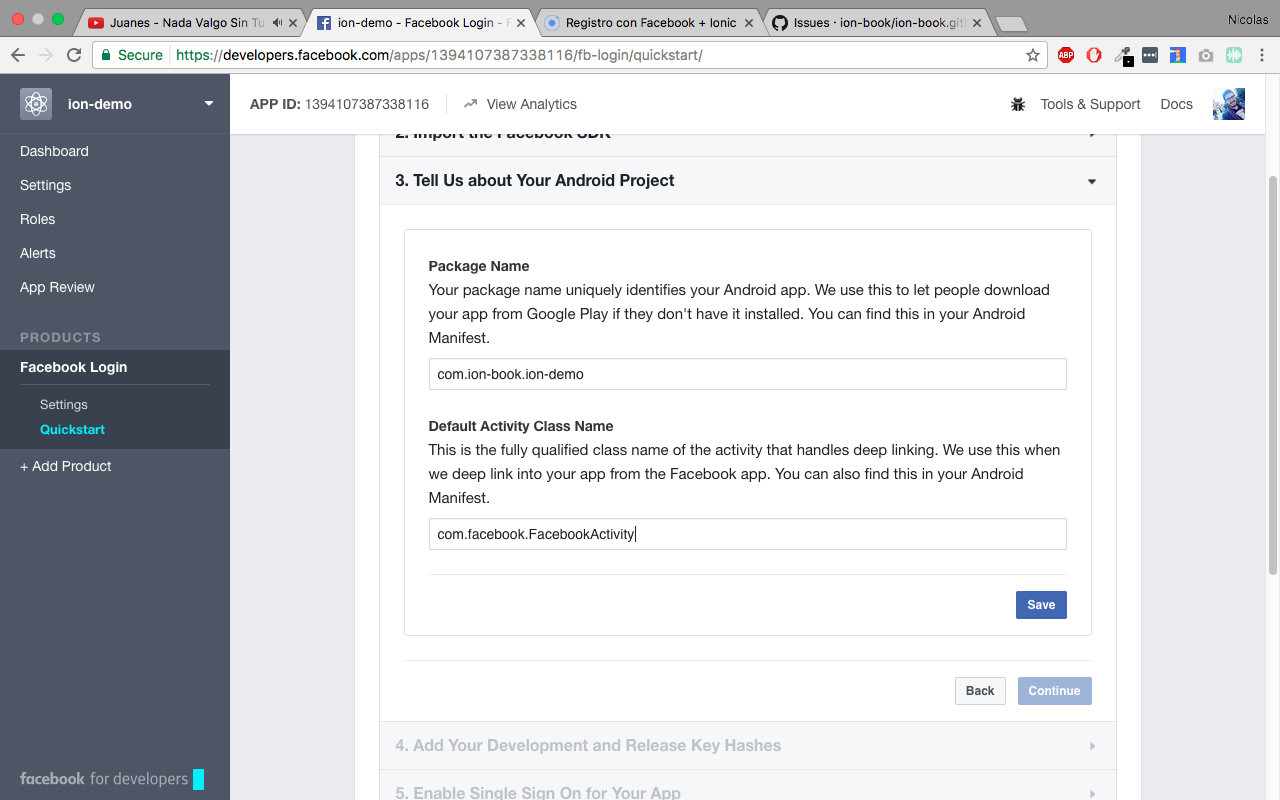 Juanes - Nada Valgo Sin Tu
ion-demo - Facebook Login - F
Registro con Facebook + Ionic
Issues · ion-book/ion-book.git
Nicolas
Secure
https://developers.facebook.com/apps/1394107387338116/fb-login/quickstart/
ABP
ion-demo
APP ID: 1394107387338116
View Analytics
Tools & Support
Docs
Dashboard
Settings
Roles
Alerts
App Review
PRODUCTS
Facebook Login
Settings
Quickstart
+ Add Product
facebook for developers
2. Import the Facebook SDK
3. Tell Us about Your Android Project
Package Name
Your package name uniquely identifies your Android app. We use this to let people download
your app from Google Play if they don't have it installed. You can find this in your Android
Manifest.
com.ion-book.ion-demo
Default Activity Class Name
This is the fully qualified class name of the activity that handles deep linking. We use this when
we deep link into your app from the Facebook app. You can also find this in your Android
Manifest.
com.facebook.FacebookActivity
Save
Back
Continue
4. Add Your Development and Release Key Hashes
5. Enable Single Sign On for Your App